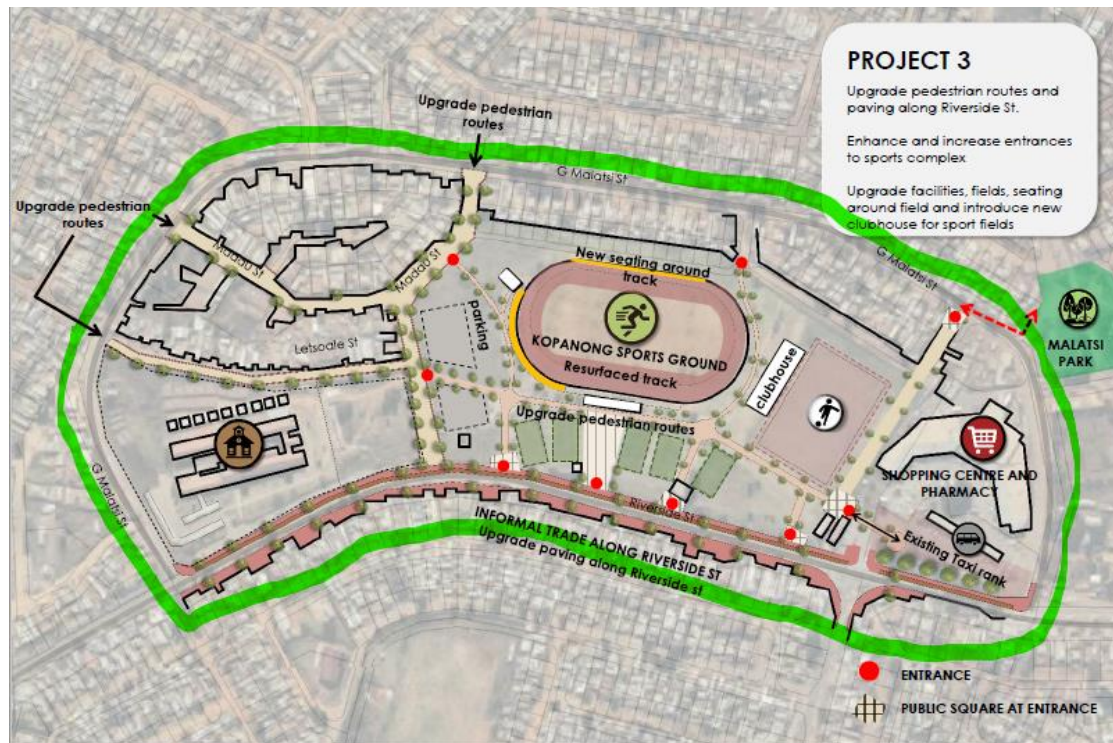 PROJECT 3
Upgrade pedestrian routes and
paving along Riverside St.
Enhance and increase entrances
to sports complex
Upgrade facilities, fields, seating
around field and introduce new
clubhouse for sport fields
Upgrade pedestrian
routes
G Malatsi St
Upgrade pedestrian
routes
Madau St
Madau St
New seating around
track
G Malatsi St
parking
KOPANONG SPORTS GROUND
Resurfaced track
MALATSI
PARK
Letsoale St
clubhouse
Upgrade pedestrian routes
SHOPPING CENTRE AND
PHARMACY
G Malatsi St
Riverside St
INFORMAL TRADE ALONG RIVERSIDE ST
Upgrade paving along Riverside st
Existing Taxi rank
ENTRANCE
PUBLIC SQUARE AT ENTRANCE